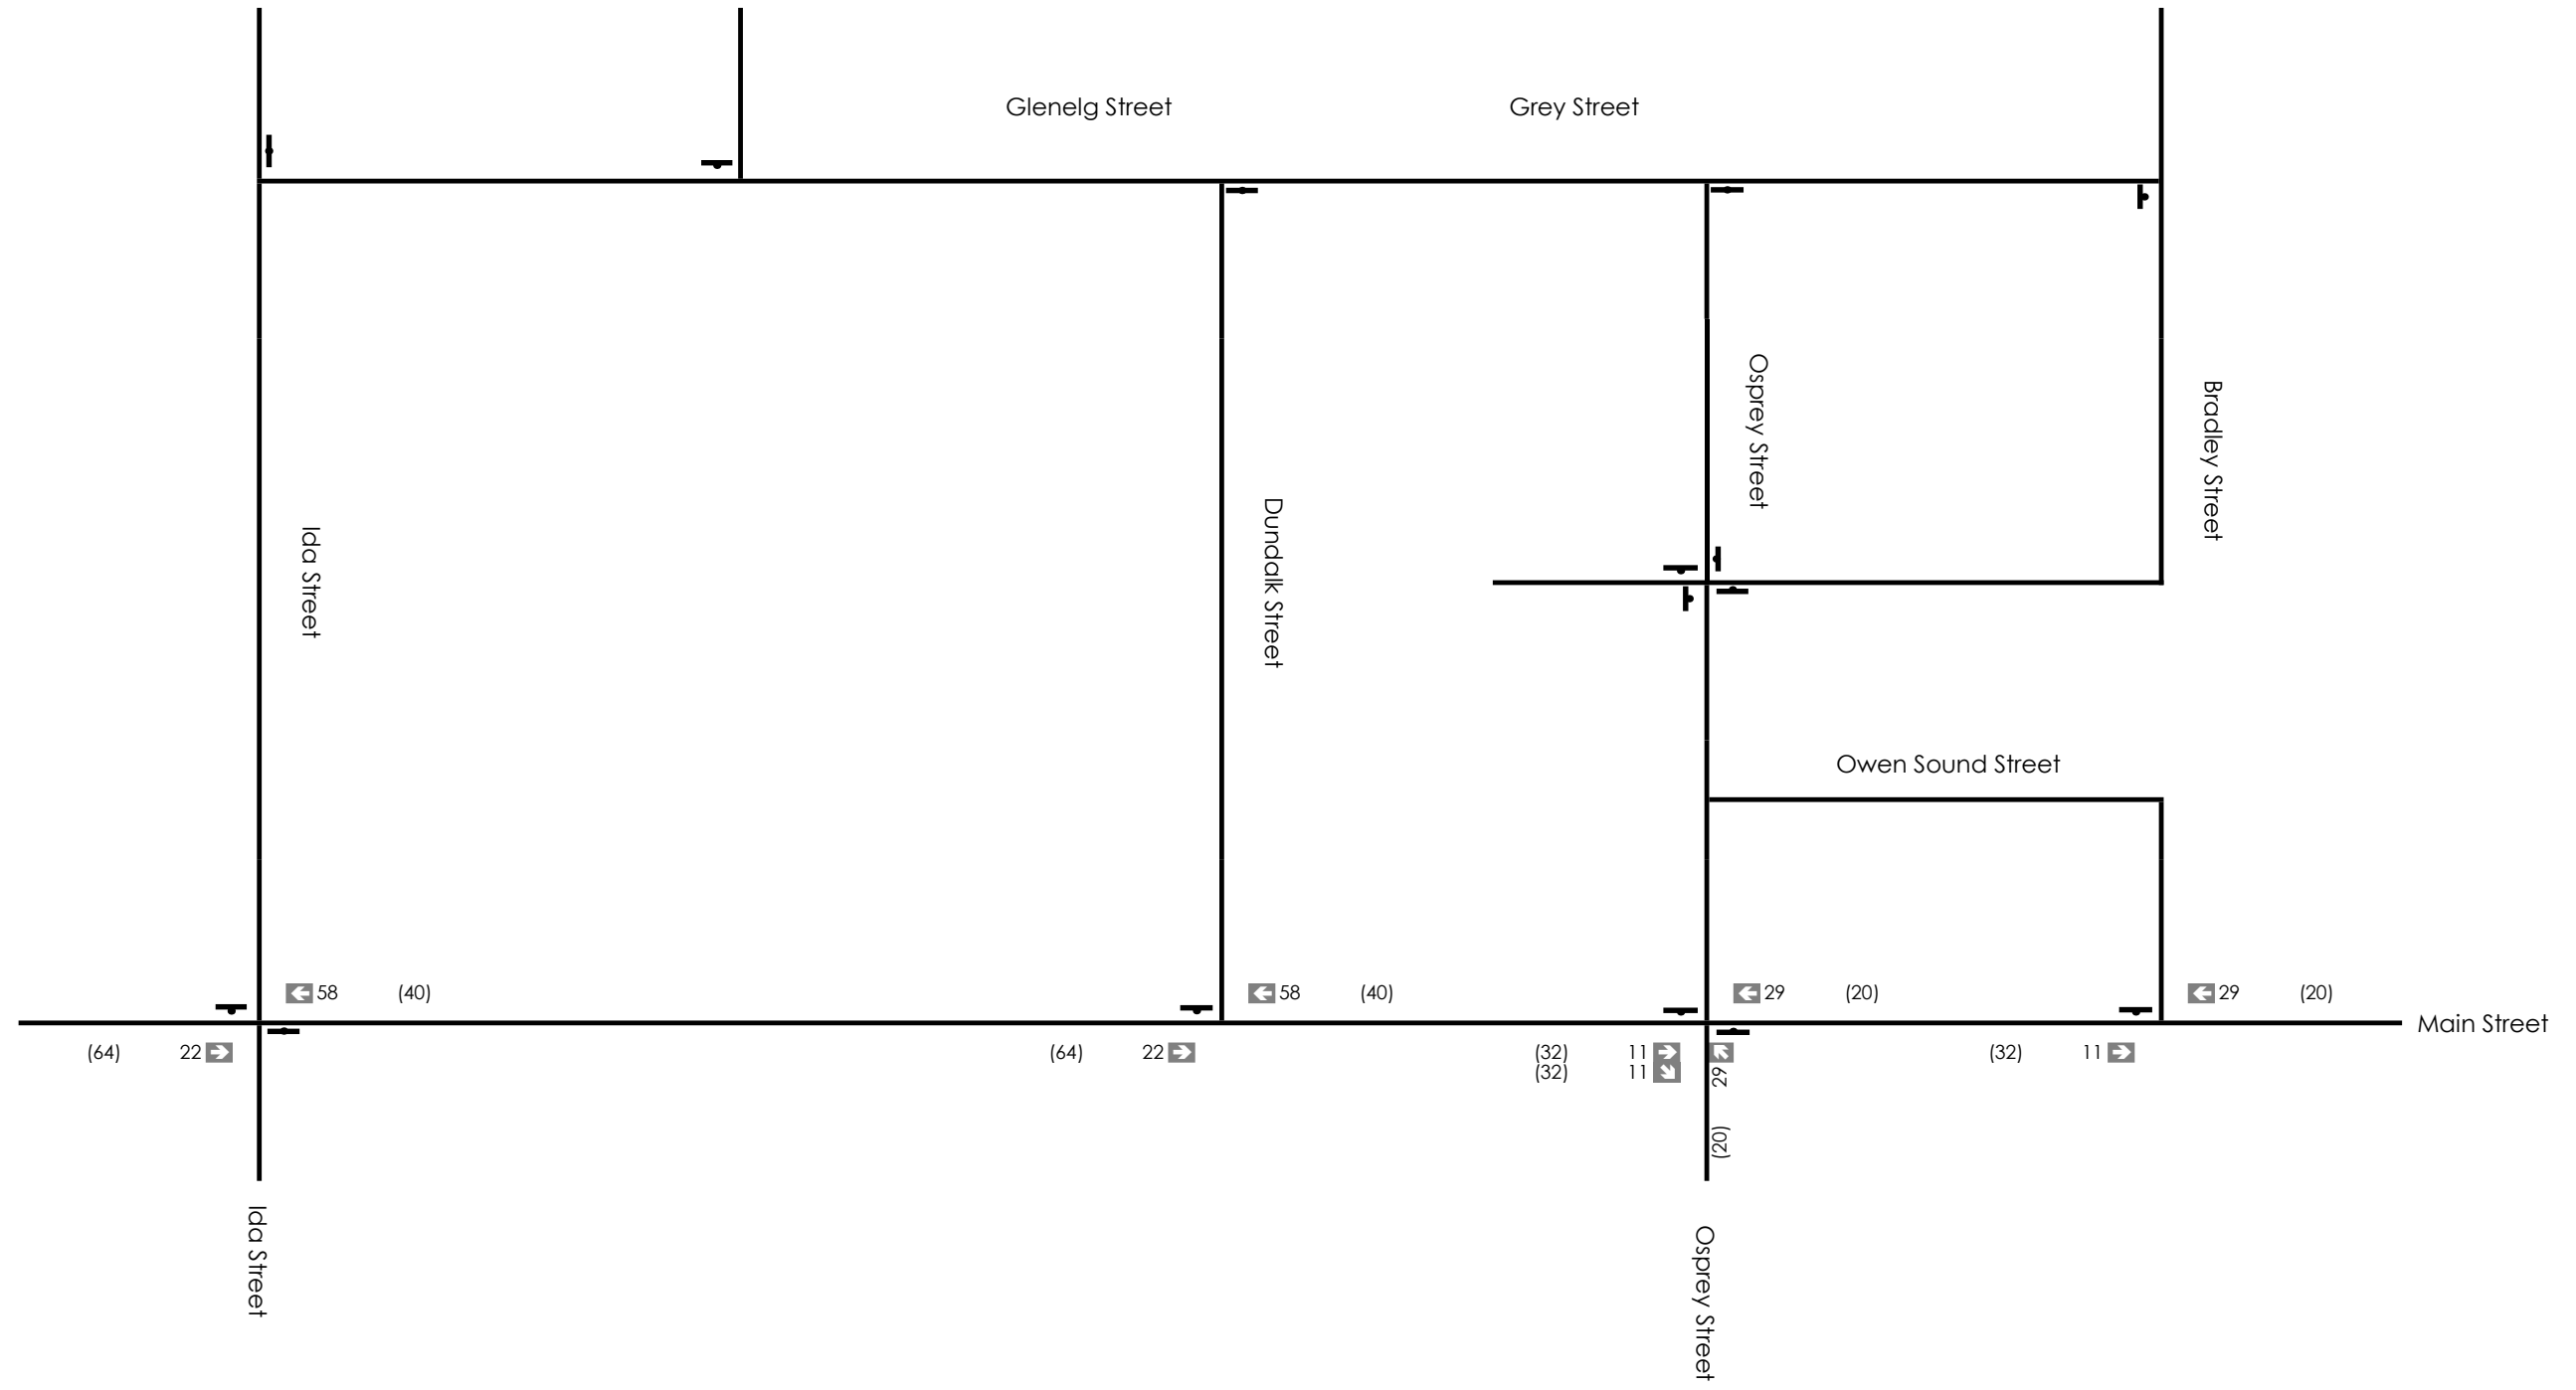 Glenelg Street
Grey Street
Osprey Street
Bradley Street
Dundalk Street
Ida Street
Owen Sound Street
58 (40)
58 (40)
29 (20)
29 (20)
Main Street
(64) 22
(64) 22
(32) 11
(32) 11
29 (20)
(32) 11
Ida Street
Osprey Street